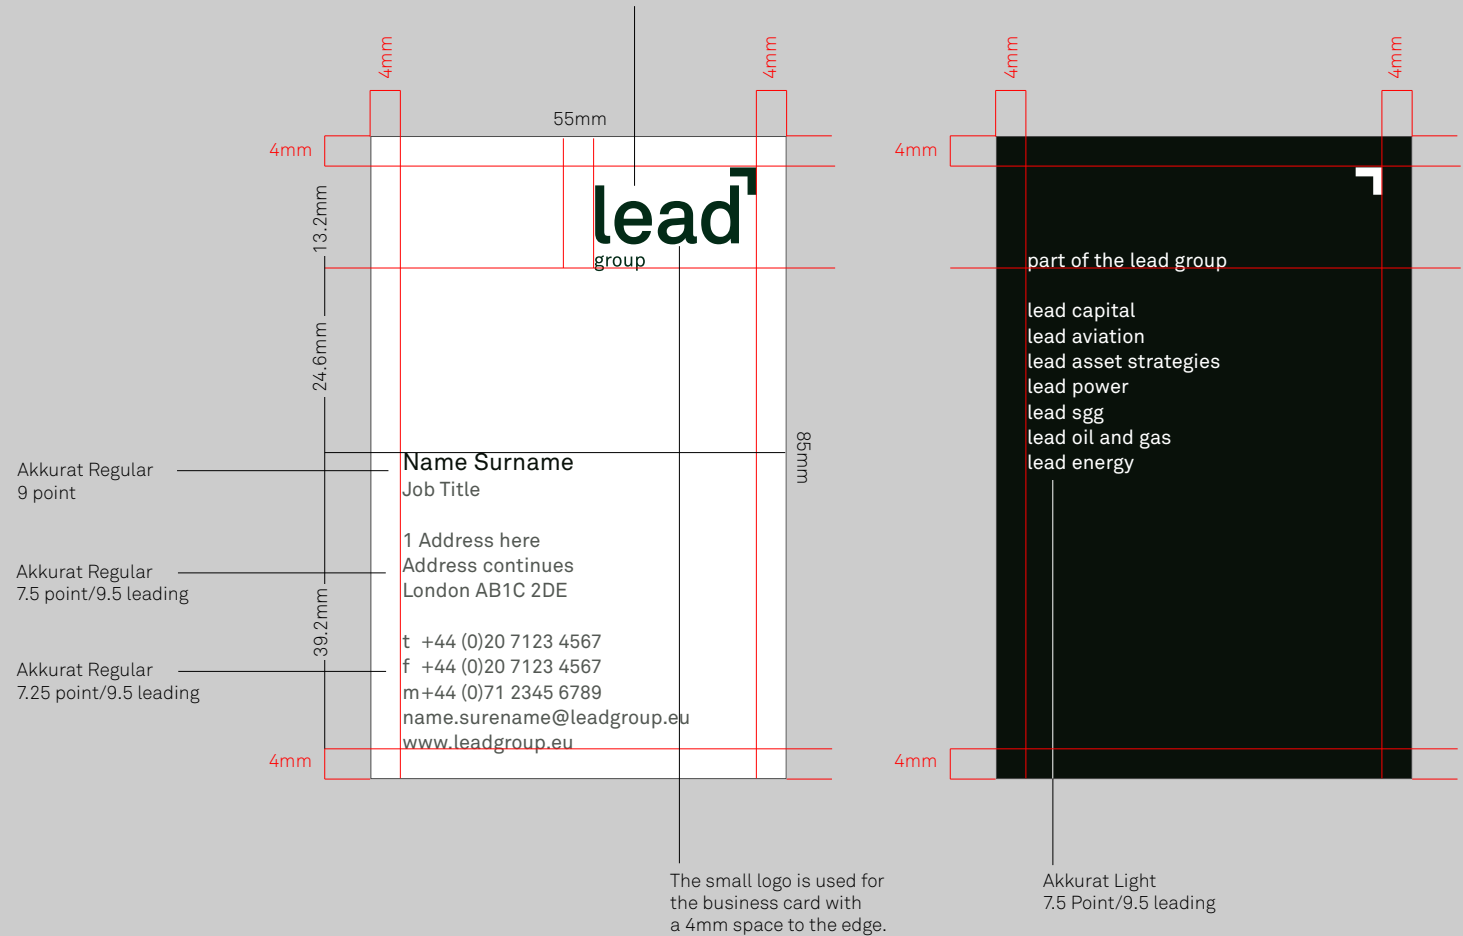 4mm
4mm
4mm
4mm
55mm
4mm
4mm
13.2mm
lead
group
part of the lead group
24.6mm
lead capital
lead aviation
lead asset strategies
lead power
lead sgg
lead oil and gas
lead energy
85mm
Akkurat Regular
9 point
Name Surname
Job Title
Akkurat Regular
7.5 point/9.5 leading
1 Address here
Address continues
London AB1C 2DE
39.2mm
Akkurat Regular
7.25 point/9.5 leading
t +44 (0)20 7123 4567
f +44 (0)20 7123 4567
m+44 (0)71 2345 6789
name.surename@leadgroup.eu
www.leadgroup.eu
4mm
4mm
The small logo is used for
the business card with
a 4mm space to the edge.
Akkurat Light
7.5 Point/9.5 leading